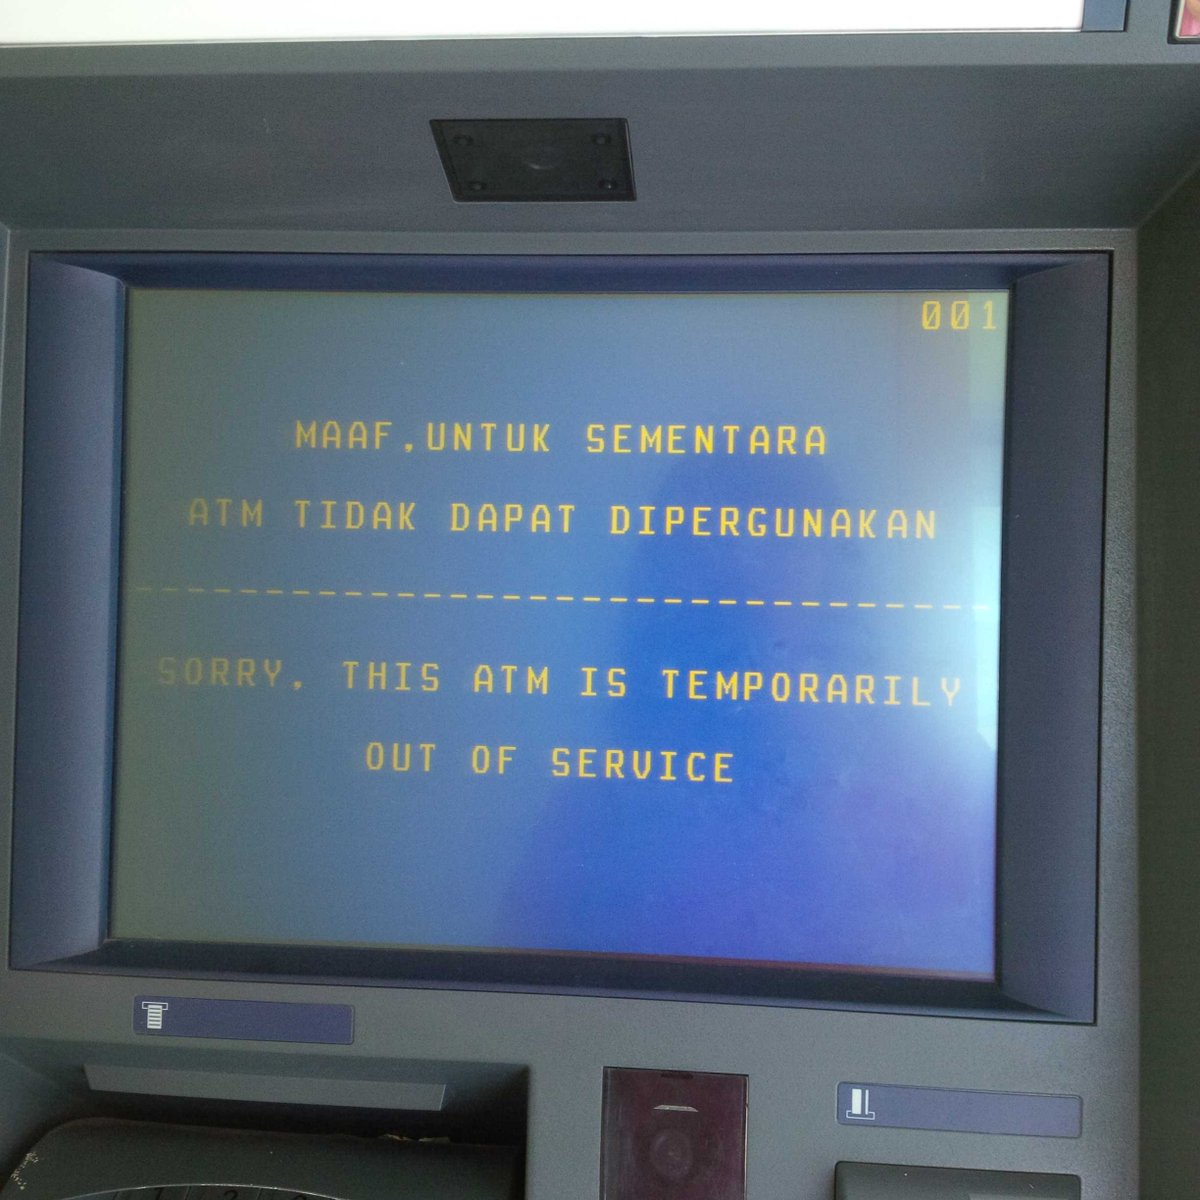 001
MAAF,UNTUK SEMENTARA
ATM TIDAK DAPAT DIPERGUNAKAN
--------------------------------
SORRY, THIS ATM IS TEMPORARILY
OUT OF SERVICE